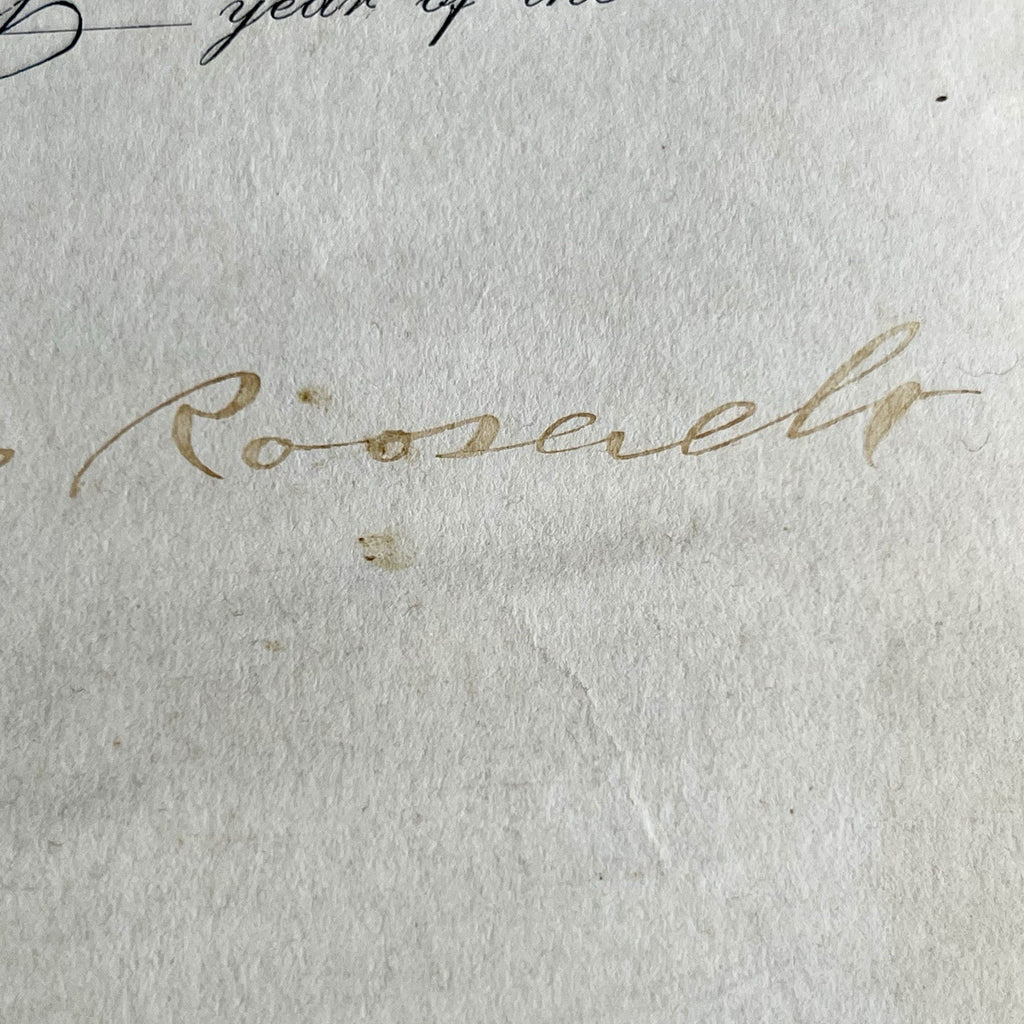 year of the
Roosevelt